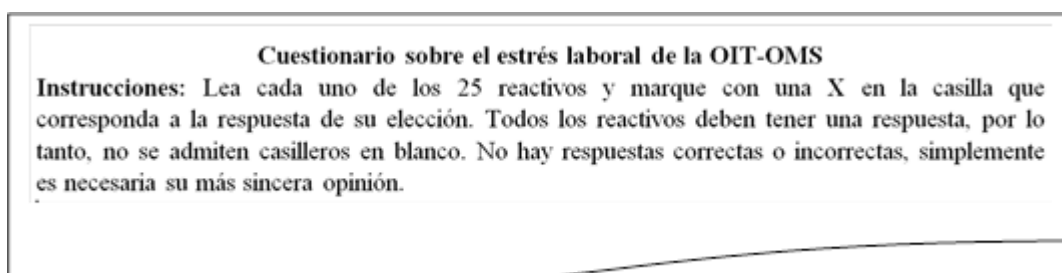 Cuestionario sobre el estrés laboral de la OIT-OMS
Instrucciones: Lea cada uno de los 25 reactivos y marque con una X en la casilla que
corresponda a la respuesta de su elección. Todos los reactivos deben tener una respuesta, por lo
tanto, no se admiten casilleros en blanco. No hay respuestas correctas o incorrectas, simplemente
es necesaria su más sincera opinión.